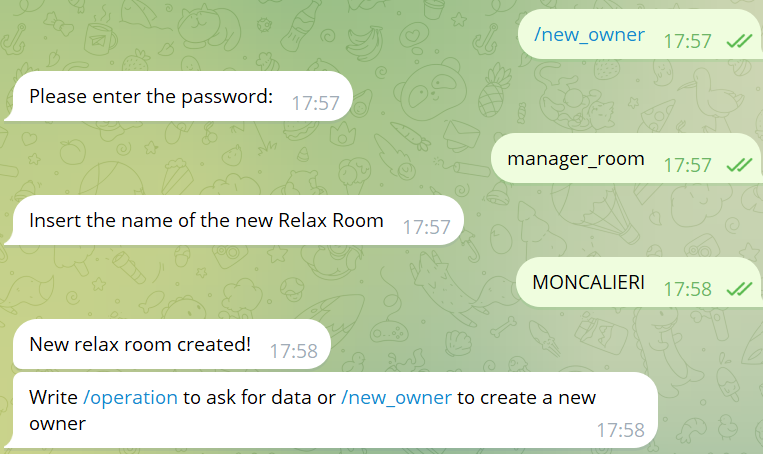 /new_owner 17:57
Please enter the password: 17:57
manager_room 17:57
Insert the name of the new Relax Room 17:57
MONCALIERI 17:58
New relax room created! 17:58
Write /operation to ask for data or /new_owner to create a new
owner 17:58